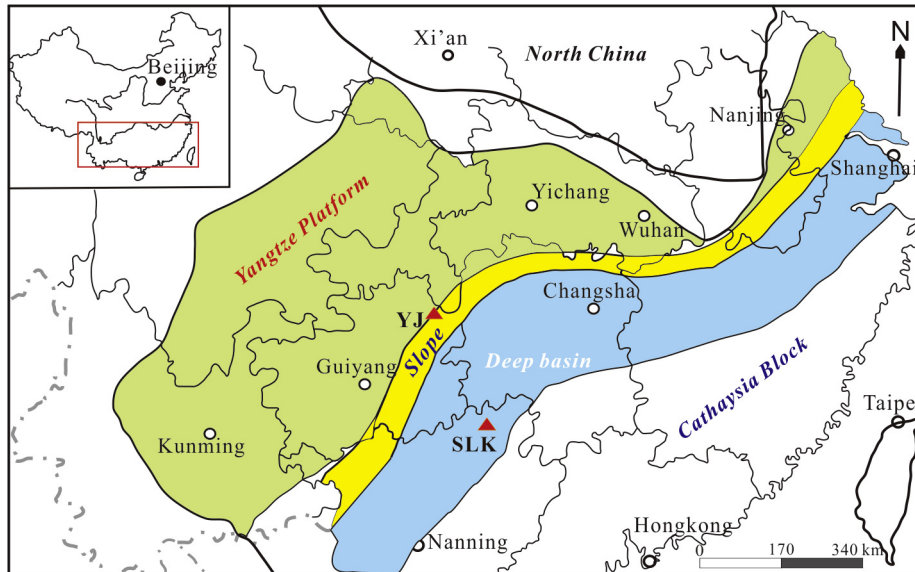 Beijing
Xi'an
North China
N
Nanjing
Shanghai
Yichang
Wuhan
Yangtze Platform
Changsha
YJ
Slope
Deep basin
Guiyang
Cathaysia Block
Taipe
Kunming
SLK
Nanning
Hongkong
0 170 340 km